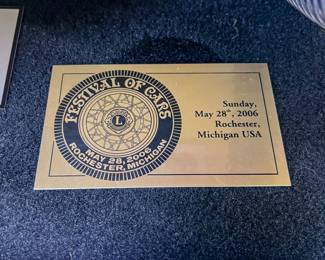 FESTIVAL OF CARS
L
MAY 28, 2006
ROCHESTER, MICHIGAN
Sunday,
May 28th, 2006
Rochester,
Michigan USA